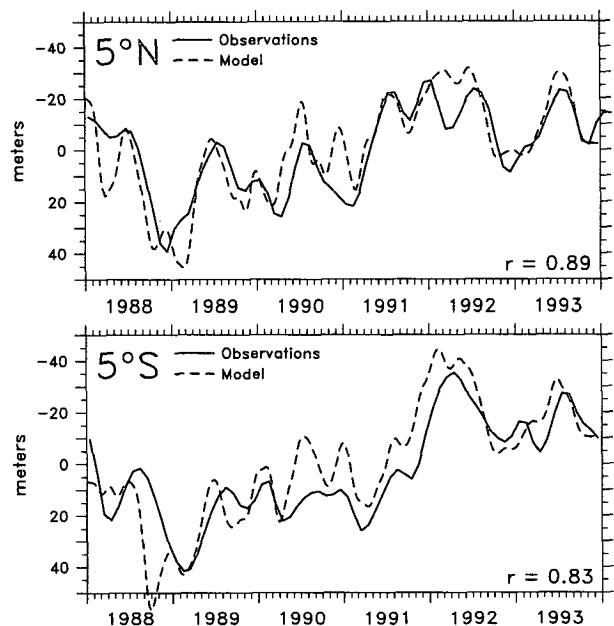 5°N
Observations
Model
meters
-40
-20
0
20
40
r = 0.89
1988 1989 1990 1991 1992 1993
5°S
Observations
Model
meters
-40
-20
0
20
40
r = 0.83
1988 1989 1990 1991 1992 1993